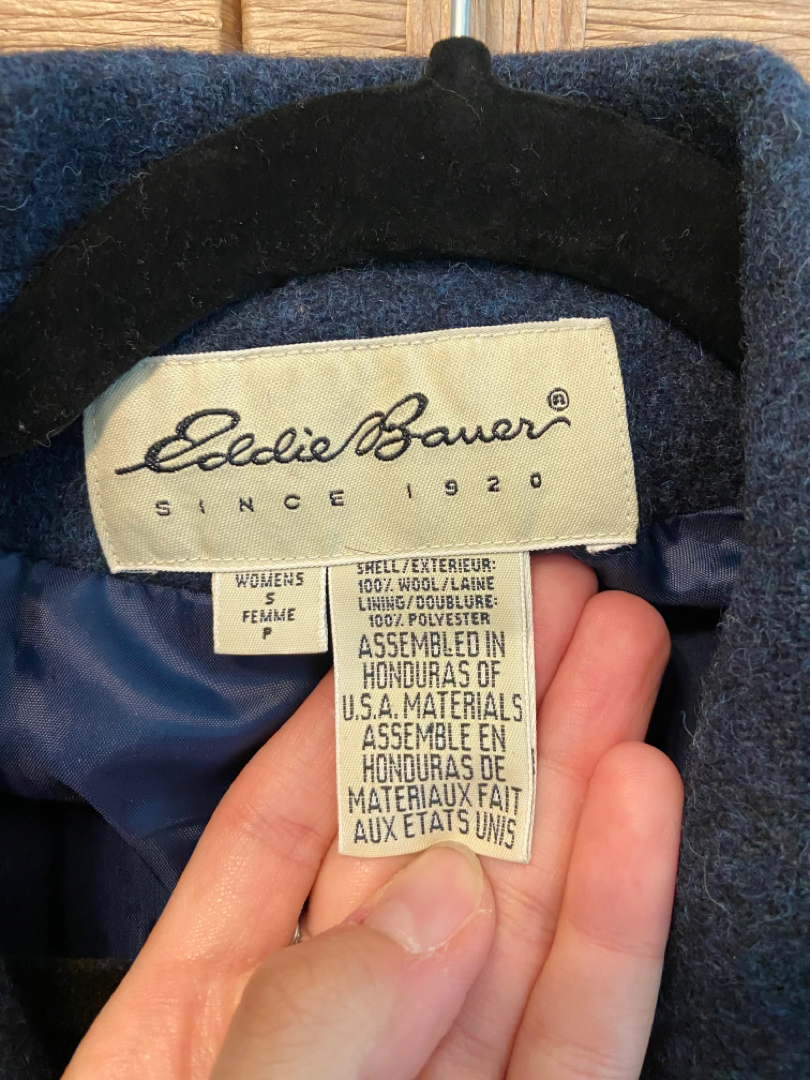 Eddie Bauer®
SINCE 1920
WOMENS
S
FEMME
P
SHELL/EXTERIEUR:
100% WOOL/LAINE
LINING/DOUBLURE:
100% POLYESTER
ASSEMBLED IN
HONDURAS OF
U.S.A. MATERIALS
ASSEMBLE EN
HONDURAS DE
MATERIAUX FAIT
AUX ETATS UNIS